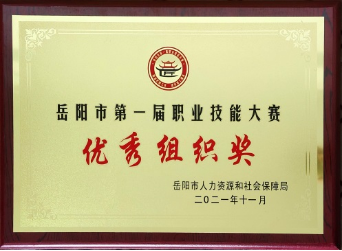 岳阳市第一届职业技能大赛
优秀组织奖
岳阳市人力资源和社会保障局
二〇二一年十一月